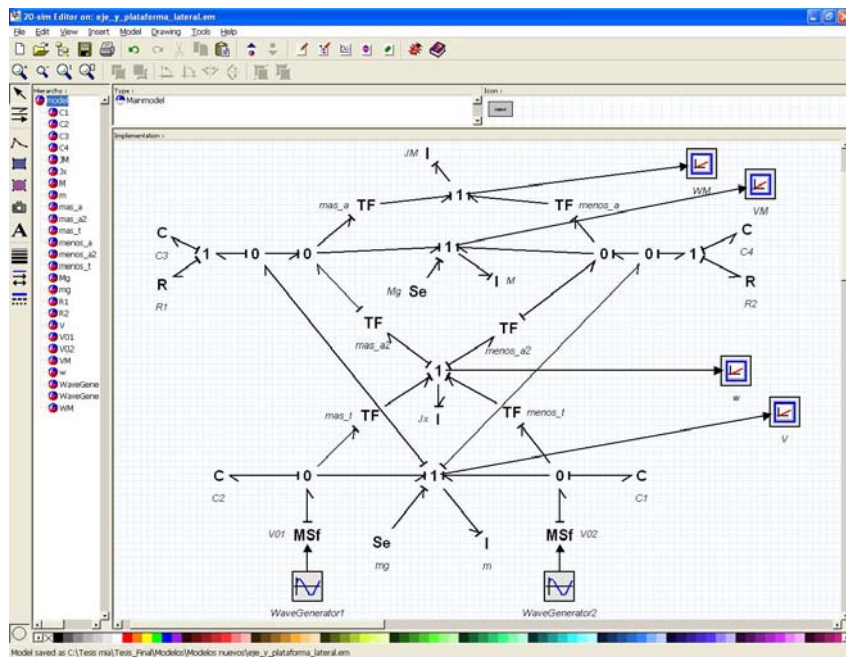 20-sim Editor on: eje_y_plataforma_lateral.em
File Edit View Insert Model Drawing Tools Help
Hierarchy :
model
C1
C2
C3
C4
JM
Jx
M
m
mas_a
mas_a2
mas_t
menos_a
menos_a2
menos_t
Mg
mg
R1
R2
V
V01
V02
VM
w
WaveGene
WaveGene
WM
Type :
Mainmodel
Icon :
Implementation :
JM I
WM
mas_a TF 1 TF menos_a
VM
C C
C3 1 0 0 1 0 0 1 C4
R Mg Se I M R
R1 R2
TF TF
mas_a2 menos_a2
1
w
mas_t TF Jx I TF menos_t
V
C 0 1 0 C
C2 C1
V01 MSf Se I MSf V02
mg m
WaveGenerator1 WaveGenerator2
Model saved as C:\Tesis mia\Tesis_Final\Modelos\Modelos nuevos\eje_y_plataforma_lateral.em